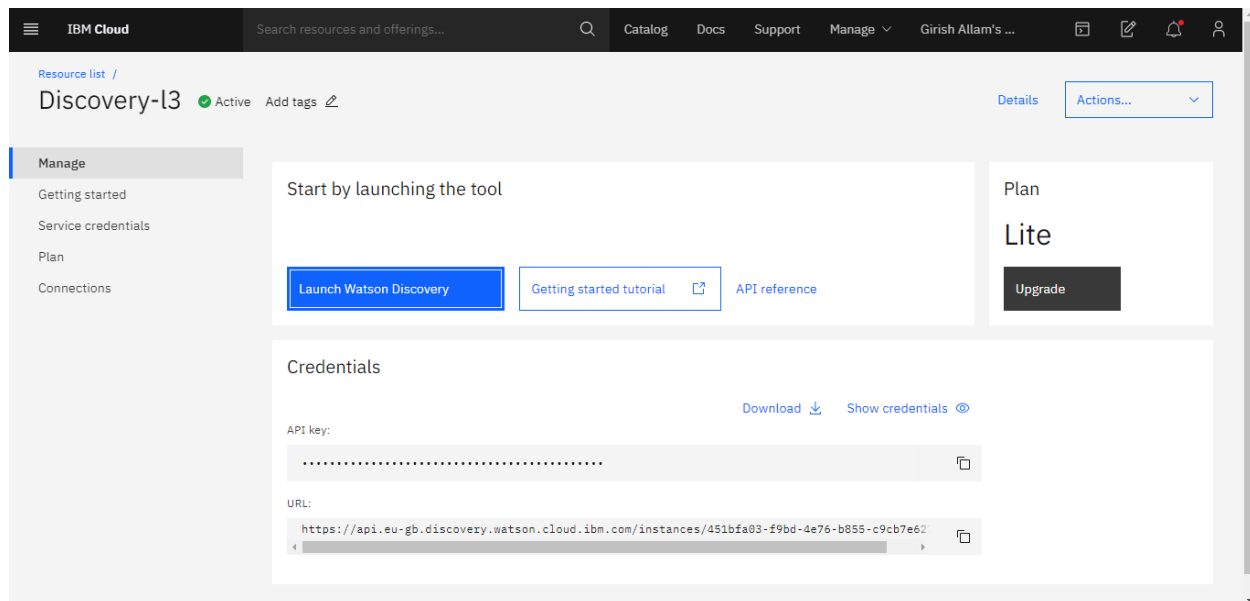 IBM Cloud Search resources and offerings... Catalog Docs Support Manage Girish Allam's ...
Resource list /
Discovery-l3 Active Add tags Details Actions...
Manage
Getting started
Service credentials
Plan
Connections
Start by launching the tool
Launch Watson Discovery Getting started tutorial API reference
Plan
Lite
Upgrade
Credentials
Download Show credentials
API key:
............................................
URL:
https://api.eu-gb.discovery.watson.cloud.ibm.com/instances/451bfa03-f9bd-4e76-b855-c9cb7e62